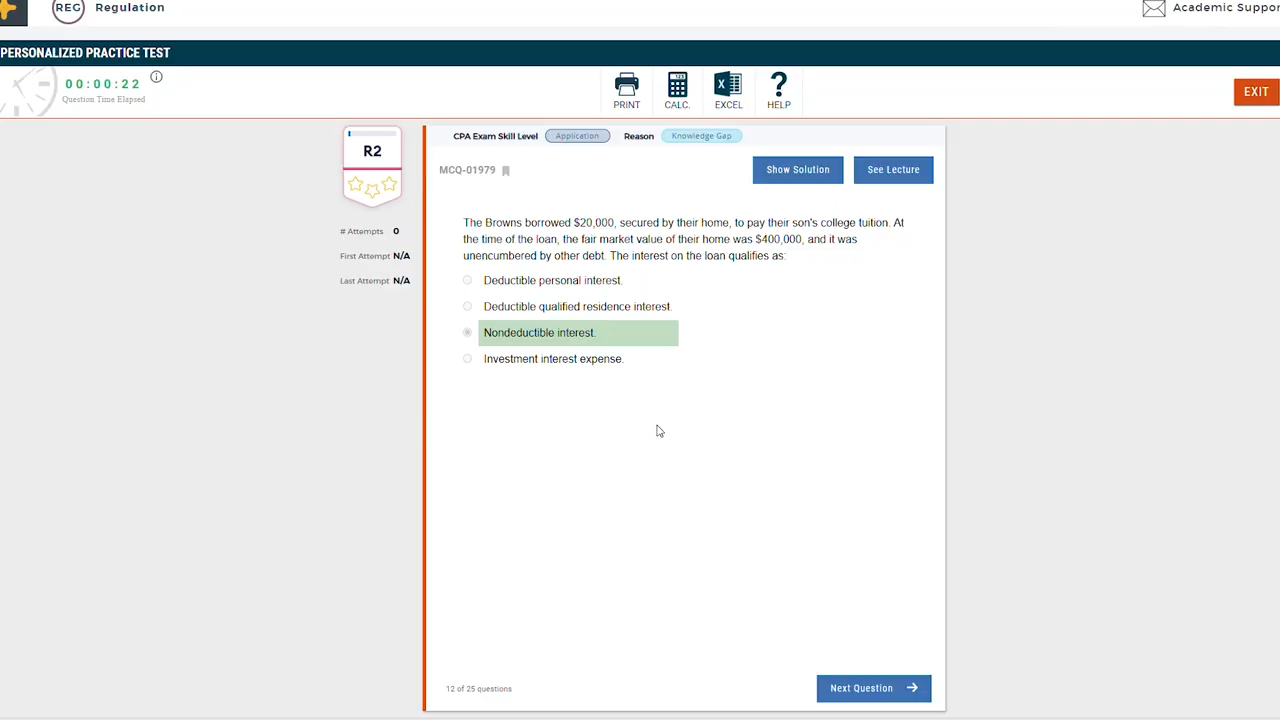 REG Regulation
Academic Suppor
PERSONALIZED PRACTICE TEST
00:00:22
Question Time Elapsed
PRINT
CALC.
EXCEL
HELP
EXIT
R2
# Attempts 0
First Attempt N/A
Last Attempt N/A
CPA Exam Skill Level Application Reason Knowledge Gap
MCQ-01979
Show Solution
See Lecture
The Browns borrowed $20,000, secured by their home, to pay their son's college tuition. At
the time of the loan, the fair market value of their home was $400,000, and it was
unencumbered by other debt. The interest on the loan qualifies as:
Deductible personal interest.
Deductible qualified residence interest.
Nondeductible interest.
Investment interest expense.
12 of 25 questions
Next Question